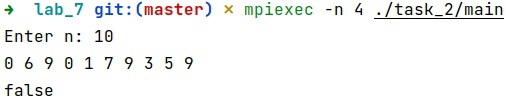 → lab_7 git:(master) × mpiexec -n 4 ./task_2/main
Enter n: 10
0 6 9 0 1 7 9 3 5 9
false